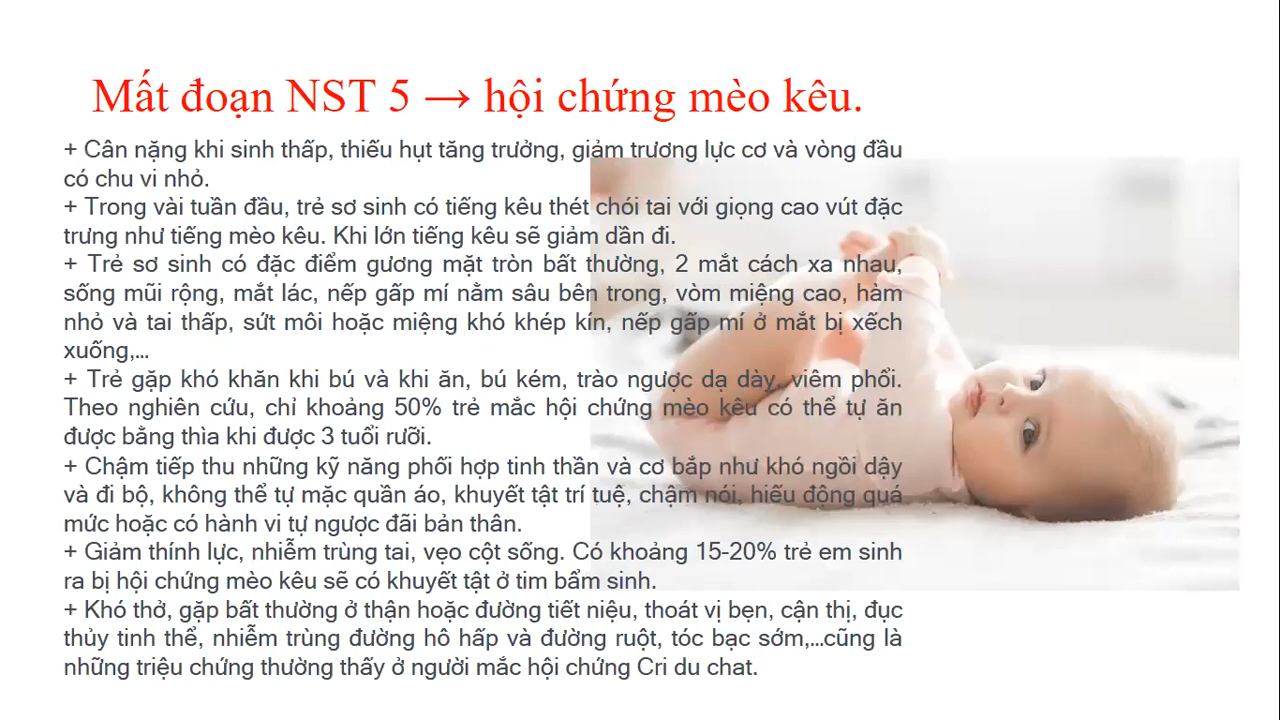 Mất đoạn NST 5 → hội chứng mèo kêu.
+ Cân nặng khi sinh thấp, thiếu hụt tăng trưởng, giảm trương lực cơ và vòng đầu
có chu vi nhỏ.
+ Trong vài tuần đầu, trẻ sơ sinh có tiếng kêu thét chói tai với giọng cao vút đặc
trưng như tiếng mèo kêu. Khi lớn tiếng kêu sẽ giảm dần đi.
+ Trẻ sơ sinh có đặc điểm gương mặt tròn bất thường, 2 mắt cách xa nhau,
sống mũi rộng, mắt lác, nếp gấp mí nằm sâu bên trong, vòm miệng cao, hàm
nhỏ và tai thấp, sứt môi hoặc miệng khó khép kín, nếp gấp mí ở mắt bị xếch
xuống,...
+ Trẻ gặp khó khăn khi bú và khi ăn, bú kém, trào ngược dạ dày, viêm phổi.
Theo nghiên cứu, chỉ khoảng 50% trẻ mắc hội chứng mèo kêu có thể tự ăn
được bằng thìa khi được 3 tuổi rưỡi.
+ Chậm tiếp thu những kỹ năng phối hợp tinh thần và cơ bắp như khó ngồi dậy
và đi bộ, không thể tự mặc quần áo, khuyết tật trí tuệ, chậm nói, hiếu động quá
mức hoặc có hành vi tự ngược đãi bản thân.
+ Giảm thính lực, nhiễm trùng tai, vẹo cột sống. Có khoảng 15-20% trẻ em sinh
ra bị hội chứng mèo kêu sẽ có khuyết tật ở tim bẩm sinh.
+ Khó thở, gặp bất thường ở thận hoặc đường tiết niệu, thoát vị bẹn, cận thị, đục
thủy tinh thể, nhiễm trùng đường hô hấp và đường ruột, tóc bạc sớm,...cũng là
những triệu chứng thường thấy ở người mắc hội chứng Cri du chat.